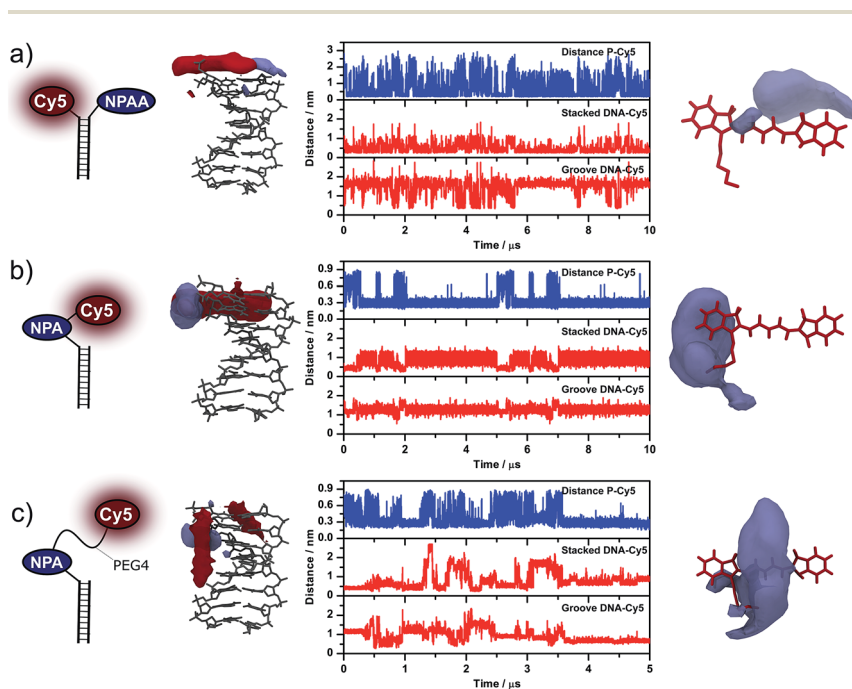 a)
Cy5
NPAA
Distance / nm
3
2
1
0
Distance P-Cy5
2
1
0
Stacked DNA-Cy5
2
1
0
Groove DNA-Cy5
0 2 4 6 8 10
Time / μs
b)
NPA
Cy5
Distance / nm
0.9
0.6
0.3
0.0
Distance P-Cy5
2
1
0
Stacked DNA-Cy5
2
1
0
Groove DNA-Cy5
0 2 4 6 8 10
Time / μs
c)
Cy5
NPA
PEG4
Distance / nm
0.9
0.6
0.3
0.0
Distance P-Cy5
2
1
0
Stacked DNA-Cy5
2
1
0
Groove DNA-Cy5
0 1 2 3 4 5
Time / μs